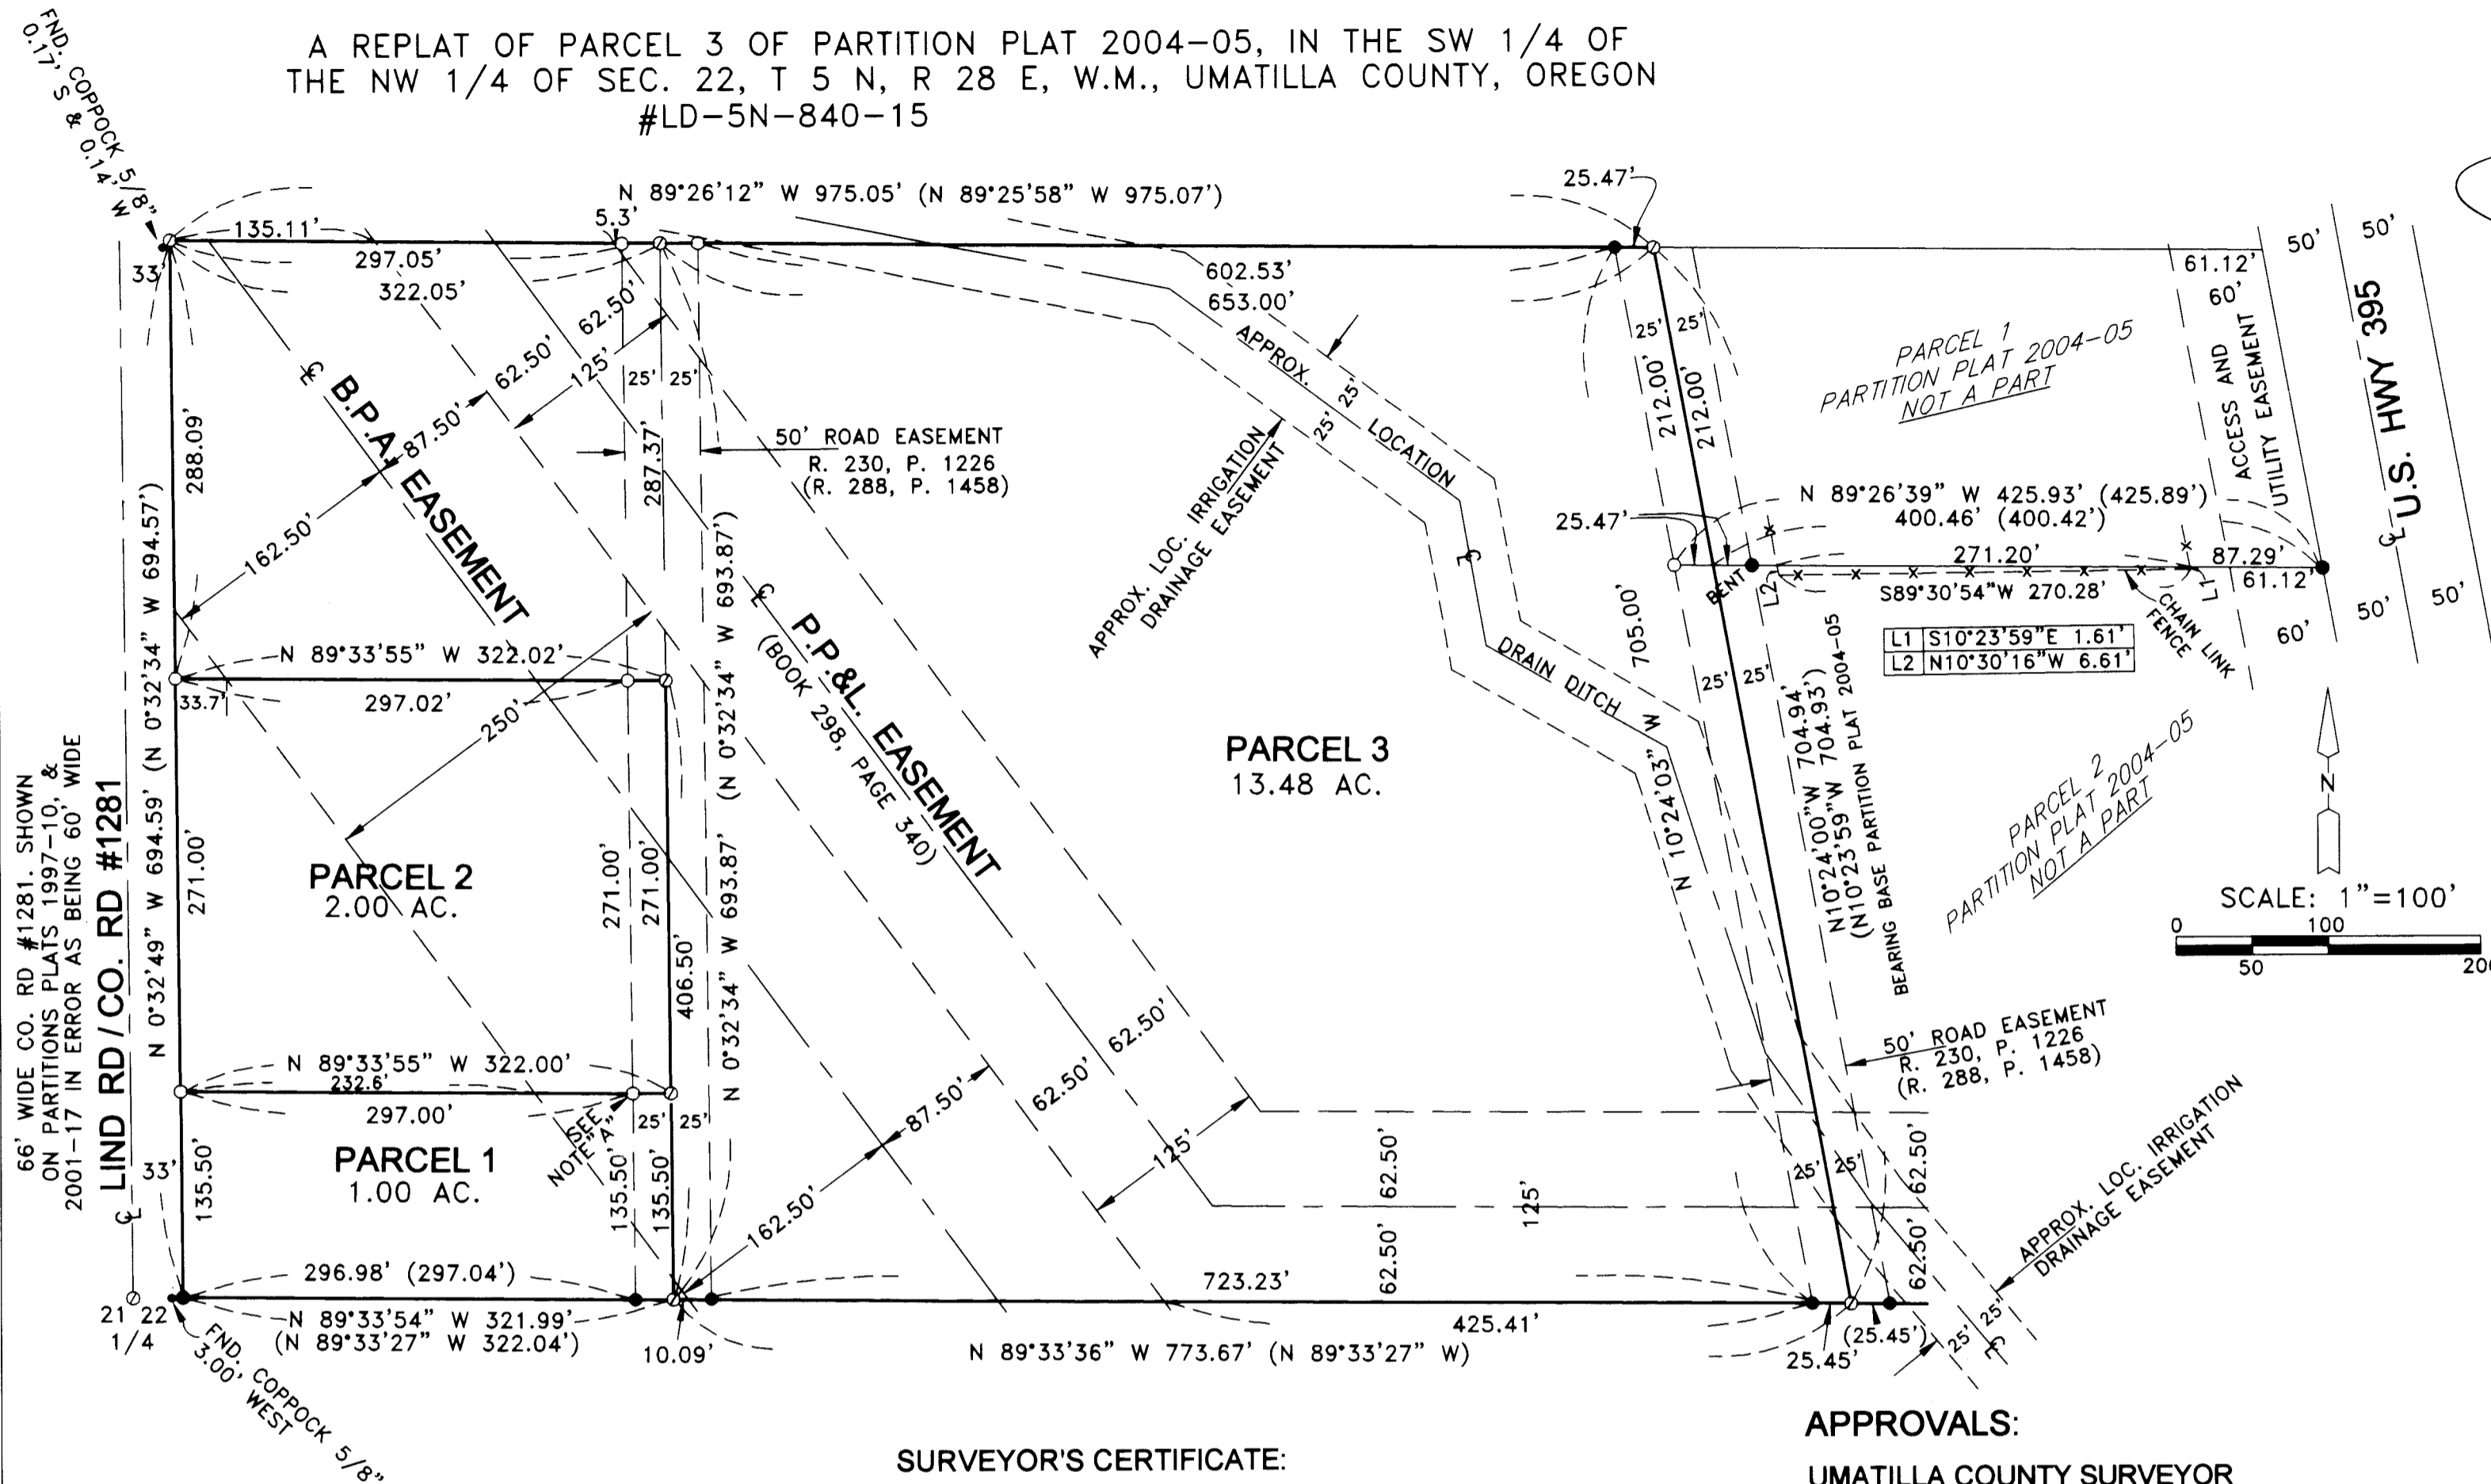 A REPLAT OF PARCEL 3 OF PARTITION PLAT 2004-05, IN THE SW 1/4 OF
THE NW 1/4 OF SEC. 22, T 5 N, R 28 E, W.M., UMATILLA COUNTY, OREGON
#LD-5N-840-15
FND. COPPOCK 5/8"
0.17' S & 0.14' W
N 89°26'12" W 975.05' (N 89°25'58" W 975.07')
25.47'
135.11'
5.3'
297.05'
322.05'
33'
602.53'
653.00'
61.12'
60'
50'
50'
U.S. HWY 395
ACCESS AND
UTILITY EASEMENT
PARCEL 1
PARTITION PLAT 2004-05
NOT A PART
25'
25'
212.00'
212.00'
62.50'
62.50'
125'
87.50'
162.50'
25'
25'
287.37'
288.09'
B.P.A. EASEMENT
50' ROAD EASEMENT
R. 230, P. 1226
(R. 288, P. 1458)
APPROX. LOCATION
25'
25'
DRAIN DITCH
APPROX. LOC. IRRIGATION
DRAINAGE EASEMENT
N 89°26'39" W 425.93' (425.89')
400.46' (400.42')
25.47'
271.20'
87.29'
61.12'
S89°30'54"W 270.28'
BENT
L2
L1
CHAIN LINK
FENCE
L1 S10°23'59"E 1.61'
L2 N10°30'16"W 6.61'
50'
50'
60'
N 89°33'55" W 322.02'
33.7'
297.02'
250'
P.P.&L. EASEMENT
(BOOK 298, PAGE 340)
PARCEL 3
13.48 AC.
705.00'
N 10°24'03" W
25'
25'
N10°24'00"W 704.94'
(N10°23'59"W 704.93')
BEARING BASE PARTITION PLAT 2004-05
PARCEL 2
PARTITION PLAT 2004-05
NOT A PART
N
SCALE: 1"=100'
0
100
50
66' WIDE CO. RD #1281. SHOWN
ON PARTITIONS PLATS 1997-10, &
2001-17 IN ERROR AS BEING 60' WIDE
LIND RD / CO. RD #1281
N 0°32'49" W 694.59' (N 0°32'34" W 694.57')
271.00'
PARCEL 2
2.00 AC.
271.00'
271.00'
406.50'
N 0°32'34" W 693.87' (N 0°32'34" W 693.87')
N 89°33'55" W 322.00'
232.6'
297.00'
SEE
NOTE "A"
25'
25'
PARCEL 1
1.00 AC.
33'
135.50'
135.50'
135.50'
162.50'
87.50'
62.50'
62.50'
125'
62.50'
62.50'
125'
62.50'
62.50'
25'
25'
50' ROAD EASEMENT
R. 230, P. 1226
(R. 288, P. 1458)
APPROX. LOC. IRRIGATION
DRAINAGE EASEMENT
296.98' (297.04')
N 89°33'54" W 321.99'
(N 89°33'27" W 322.04')
21 22
1/4
FND. COPPOCK 5/8"
3.00' WEST
10.09'
723.23'
425.41'
N 89°33'36" W 773.67' (N 89°33'27" W)
25.45'
(25.45')
25'
25'
SURVEYOR'S CERTIFICATE:
APPROVALS:
UMATILLA COUNTY SURVEYOR